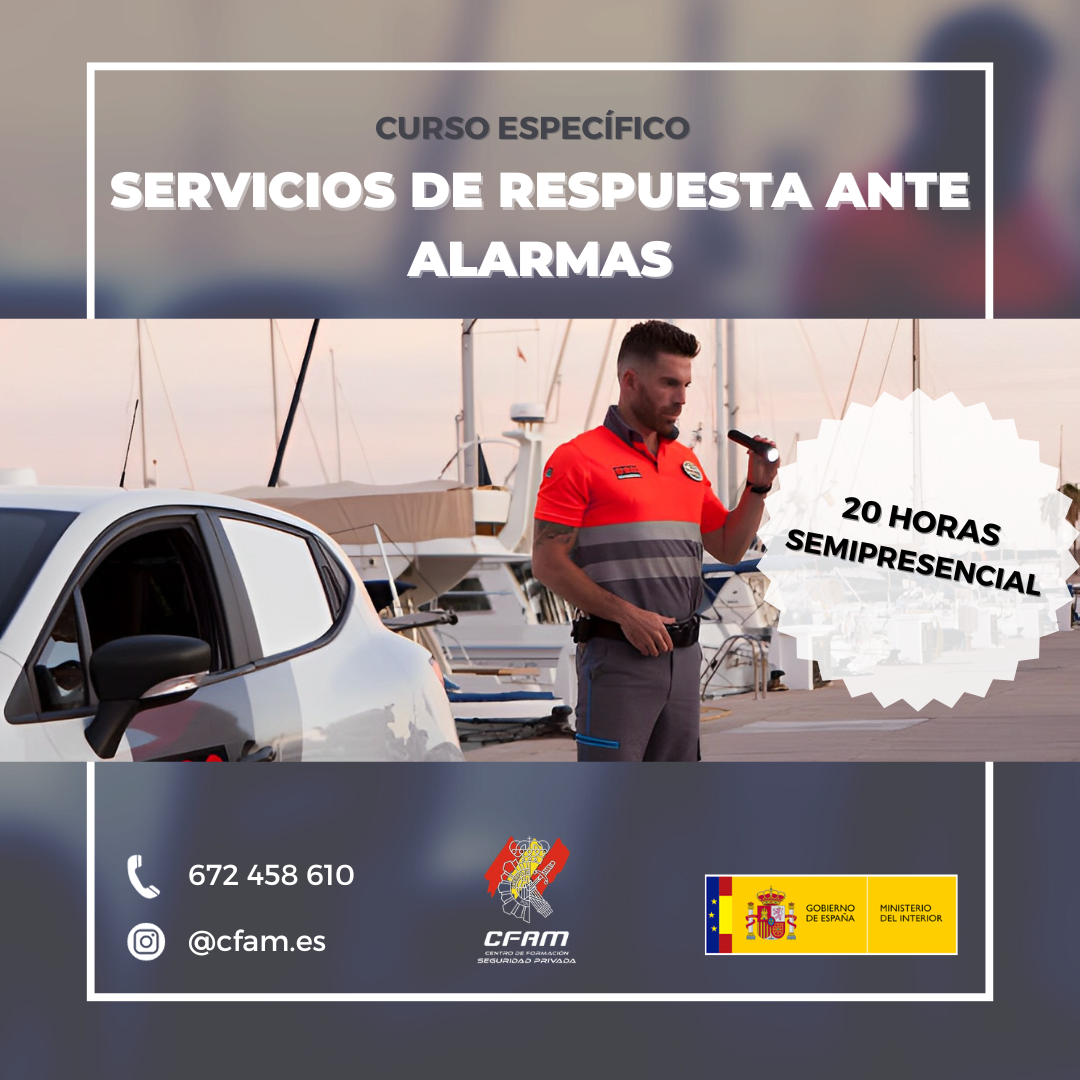 CURSO ESPECÍFICO
SERVICIOS DE RESPUESTA ANTE
ALARMAS
20 HORAS
SEMIPRESENCIAL
672 458 610
@cfam.es
CFAM
CENTRO DE FORMACIÓN
SEGURIDAD PRIVADA
GOBIERNO
DE ESPAÑA
MINISTERIO
DEL INTERIOR